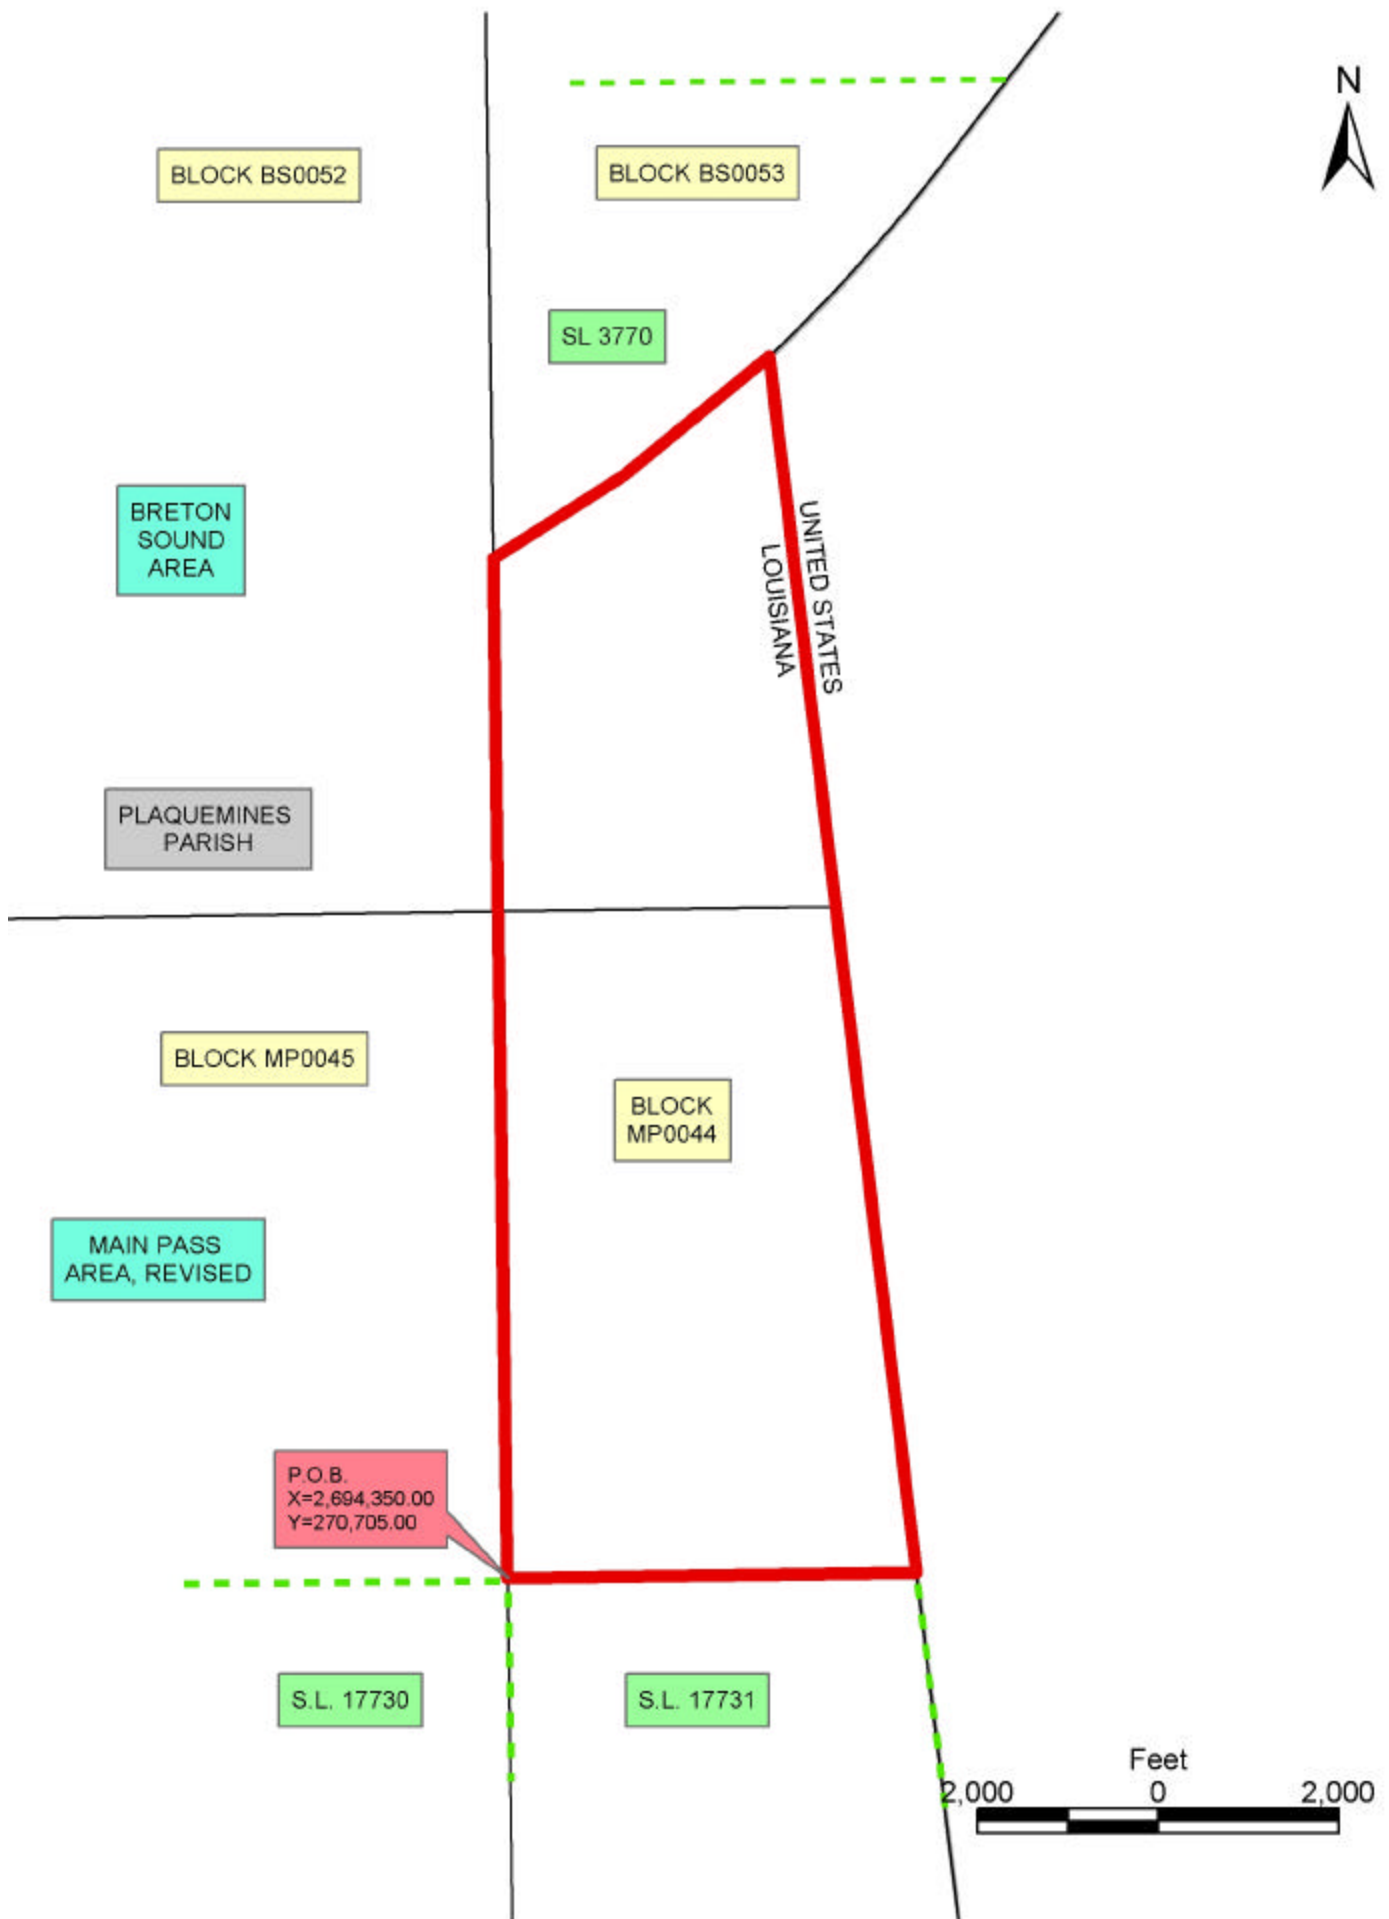 N
BLOCK BS0052
BLOCK BS0053
SL 3770
BRETON
SOUND
AREA
UNITED STATES
LOUISIANA
PLAQUEMINES
PARISH
BLOCK MP0045
BLOCK
MP0044
MAIN PASS
AREA, REVISED
P.O.B.
X=2,694,350.00
Y=270,705.00
S.L. 17730
S.L. 17731
Feet
2,000 0 2,000